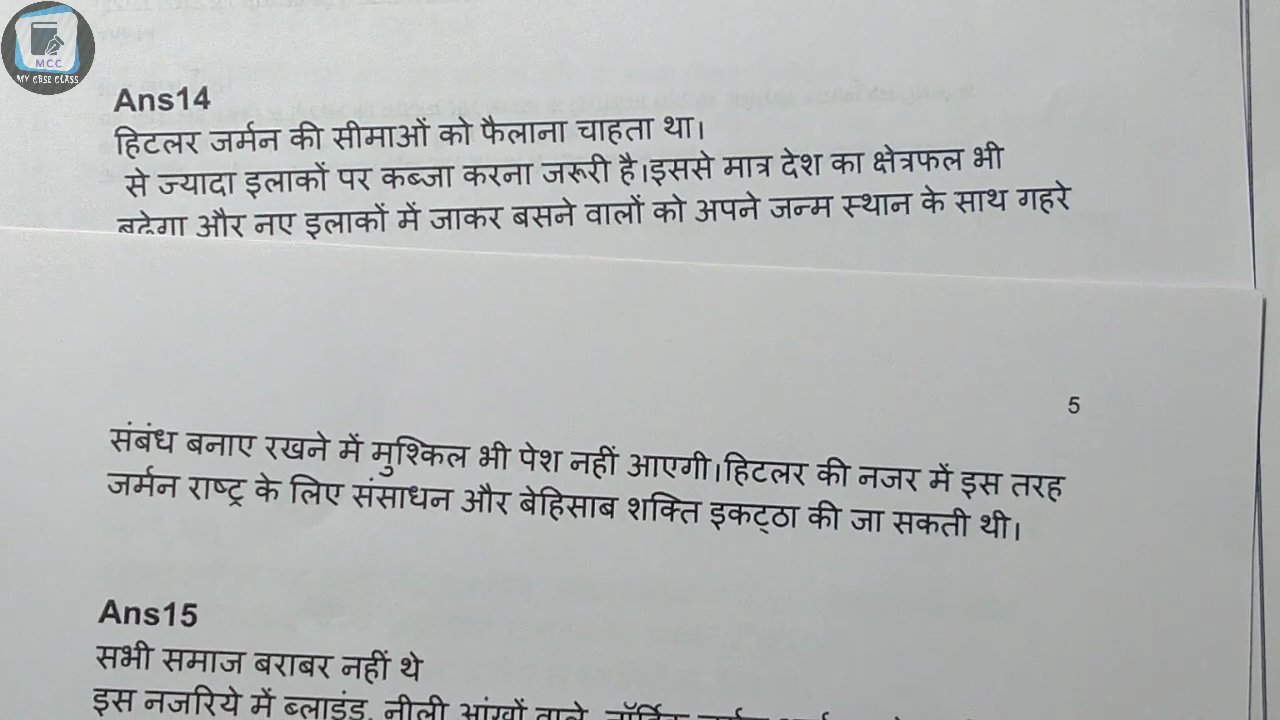 MCC
MY CBSE CLASS
Ans14
हिटलर जर्मन की सीमाओं को फैलाना चाहता था।
से ज्यादा इलाकों पर कब्जा करना जरूरी है।इससे मात्र देश का क्षेत्रफल भी
बढ़ेगा और नए इलाकों में जाकर बसने वालों को अपने जन्म स्थान के साथ गहरे
5
संबंध बनाए रखने में मुश्किल भी पेश नहीं आएगी।हिटलर की नजर में इस तरह
जर्मन राष्ट्र के लिए संसाधन और बेहिसाब शक्ति इकट्ठा की जा सकती थी।
Ans15
सभी समाज बराबर नहीं थे
इस नजरिये में ब्लाइंड, नीली आंखों वाले,